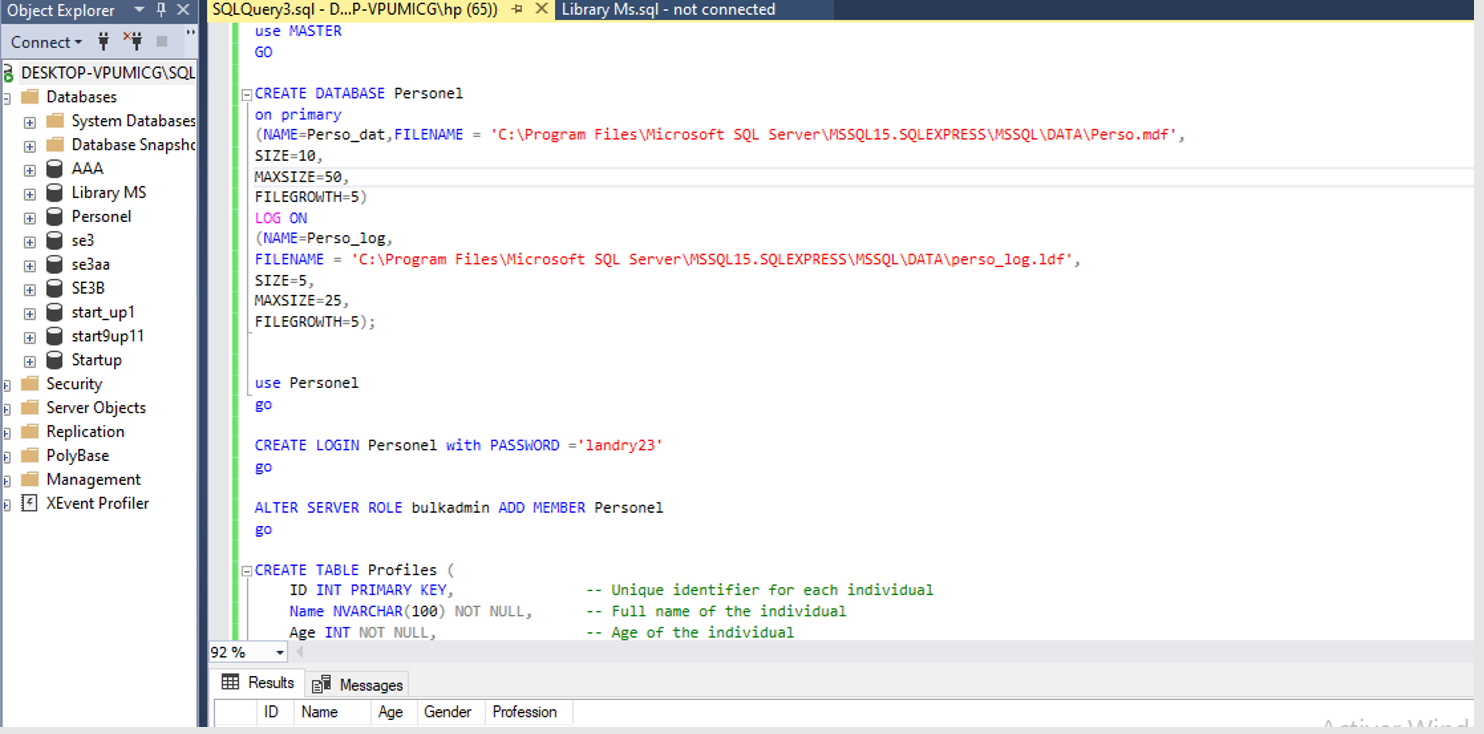 Object Explorer
SQLQuery3.sql - D...P-VPUMICG\hp (65))
Library Ms.sql - not connected
Connect
DESKTOP-VPUMICG\SQL
Databases
System Databases
Database Snapsho
AAA
Library MS
Personel
se3
se3aa
SE3B
start_up1
start9up11
Startup
Security
Server Objects
Replication
PolyBase
Management
XEvent Profiler
use MASTER
GO
CREATE DATABASE Personel
on primary
(NAME=Perso_dat,FILENAME = 'C:\Program Files\Microsoft SQL Server\MSSQL15.SQLEXPRESS\MSSQL\DATA\Perso.mdf',
SIZE=10,
MAXSIZE=50,
FILEGROWTH=5)
LOG ON
(NAME=Perso_log,
FILENAME = 'C:\Program Files\Microsoft SQL Server\MSSQL15.SQLEXPRESS\MSSQL\DATA\perso_log.ldf',
SIZE=5,
MAXSIZE=25,
FILEGROWTH=5);
use Personel
go
CREATE LOGIN Personel with PASSWORD ='landry23'
go
ALTER SERVER ROLE bulkadmin ADD MEMBER Personel
go
CREATE TABLE Profiles (
ID INT PRIMARY KEY, -- Unique identifier for each individual
Name NVARCHAR(100) NOT NULL, -- Full name of the individual
Age INT NOT NULL, -- Age of the individual
92 %
Results
Messages
ID Name Age Gender Profession